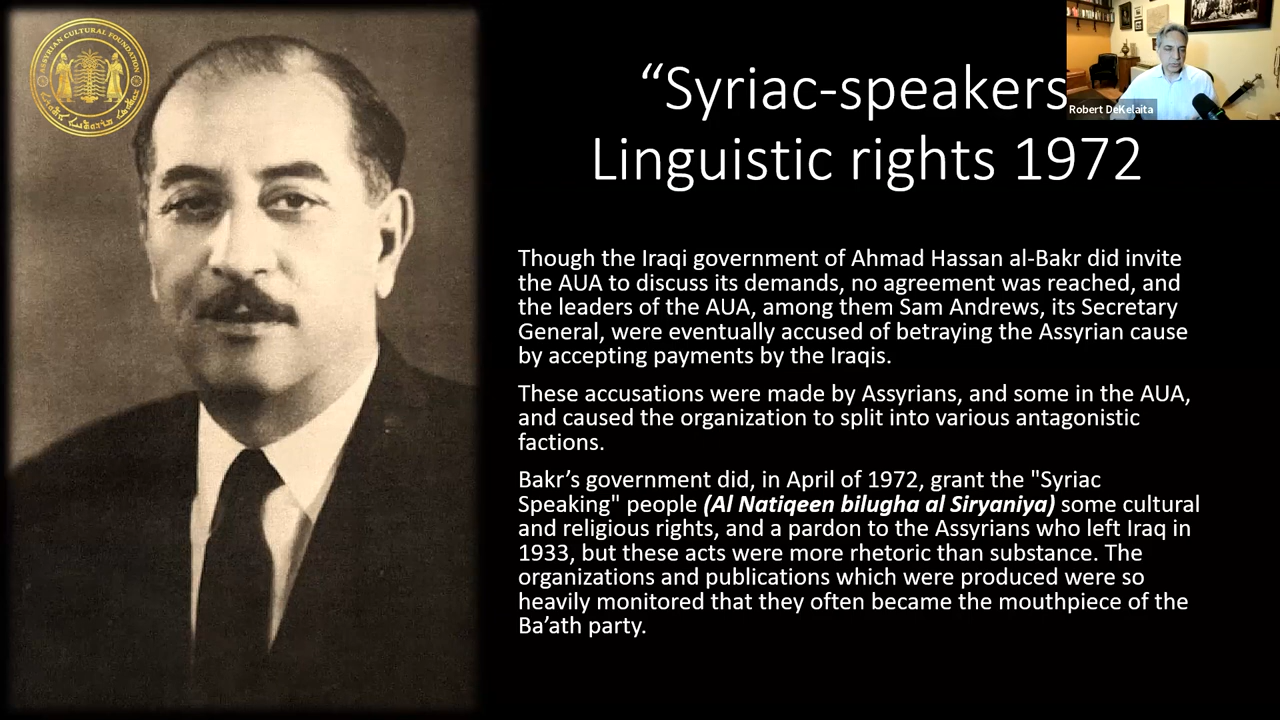 ASSYRIAN CULTURAL FOUNDATION
“Syriac-speakers
Linguistic rights 1972
Robert DeKelaita
Though the Iraqi government of Ahmad Hassan al-Bakr did invite
the AUA to discuss its demands, no agreement was reached, and
the leaders of the AUA, among them Sam Andrews, its Secretary
General, were eventually accused of betraying the Assyrian cause
by accepting payments by the Iraqis.
These accusations were made by Assyrians, and some in the AUA,
and caused the organization to split into various antagonistic
factions.
Bakr’s government did, in April of 1972, grant the "Syriac
Speaking" people (Al Natiqeen bilugha al Siryaniya) some cultural
and religious rights, and a pardon to the Assyrians who left Iraq in
1933, but these acts were more rhetoric than substance. The
organizations and publications which were produced were so
heavily monitored that they often became the mouthpiece of the
Ba’ath party.